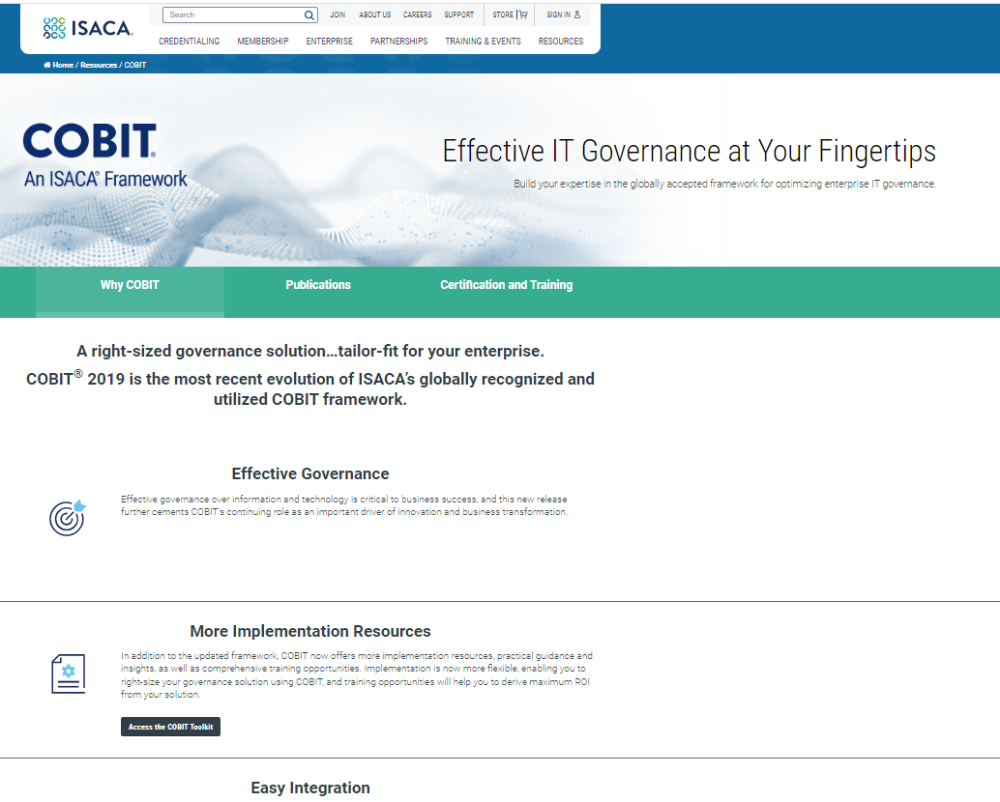 ISACA.
Search
JOIN ABOUT US CAREERS SUPPORT STORE SIGN IN
CREDENTIALING MEMBERSHIP ENTERPRISE PARTNERSHIPS TRAINING & EVENTS RESOURCES
Home / Resources / COBIT
COBIT®
An ISACA® Framework
Effective IT Governance at Your Fingertips
Build your expertise in the globally accepted framework for optimizing enterprise IT governance.
Why COBIT Publications Certification and Training
A right-sized governance solution…tailor-fit for your enterprise.
COBIT® 2019 is the most recent evolution of ISACA’s globally recognized and
utilized COBIT framework.
Effective Governance
Effective governance over information and technology is critical to business success, and this new release
further cements COBIT’s continuing role as an important driver of innovation and business transformation.
More Implementation Resources
In addition to the updated framework, COBIT now offers more implementation resources, practical guidance and
insights, as well as comprehensive training opportunities. Implementation is now more flexible, enabling you to
right-size your governance solution using COBIT, and training opportunities will help you to derive maximum ROI
from your solution.
Access the COBIT Toolkit
Easy Integration